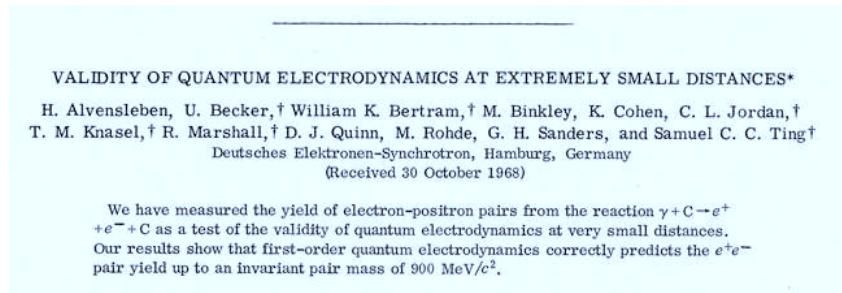 VALIDITY OF QUANTUM ELECTRODYNAMICS AT EXTREMELY SMALL DISTANCES*
H. Alvensleben, U. Becker,† William K. Bertram,† M. Binkley, K. Cohen, C. L. Jordan,†
T. M. Knasel,† R. Marshall,† D. J. Quinn, M. Rohde, G. H. Sanders, and Samuel C. C. Ting†
Deutsches Elektronen-Synchrotron, Hamburg, Germany
(Received 30 October 1968)
We have measured the yield of electron-positron pairs from the reaction γ+C→e⁺
+e⁻+C as a test of the validity of quantum electrodynamics at very small distances.
Our results show that first-order quantum electrodynamics correctly predicts the e⁺e⁻
pair yield up to an invariant pair mass of 900 MeV/c².